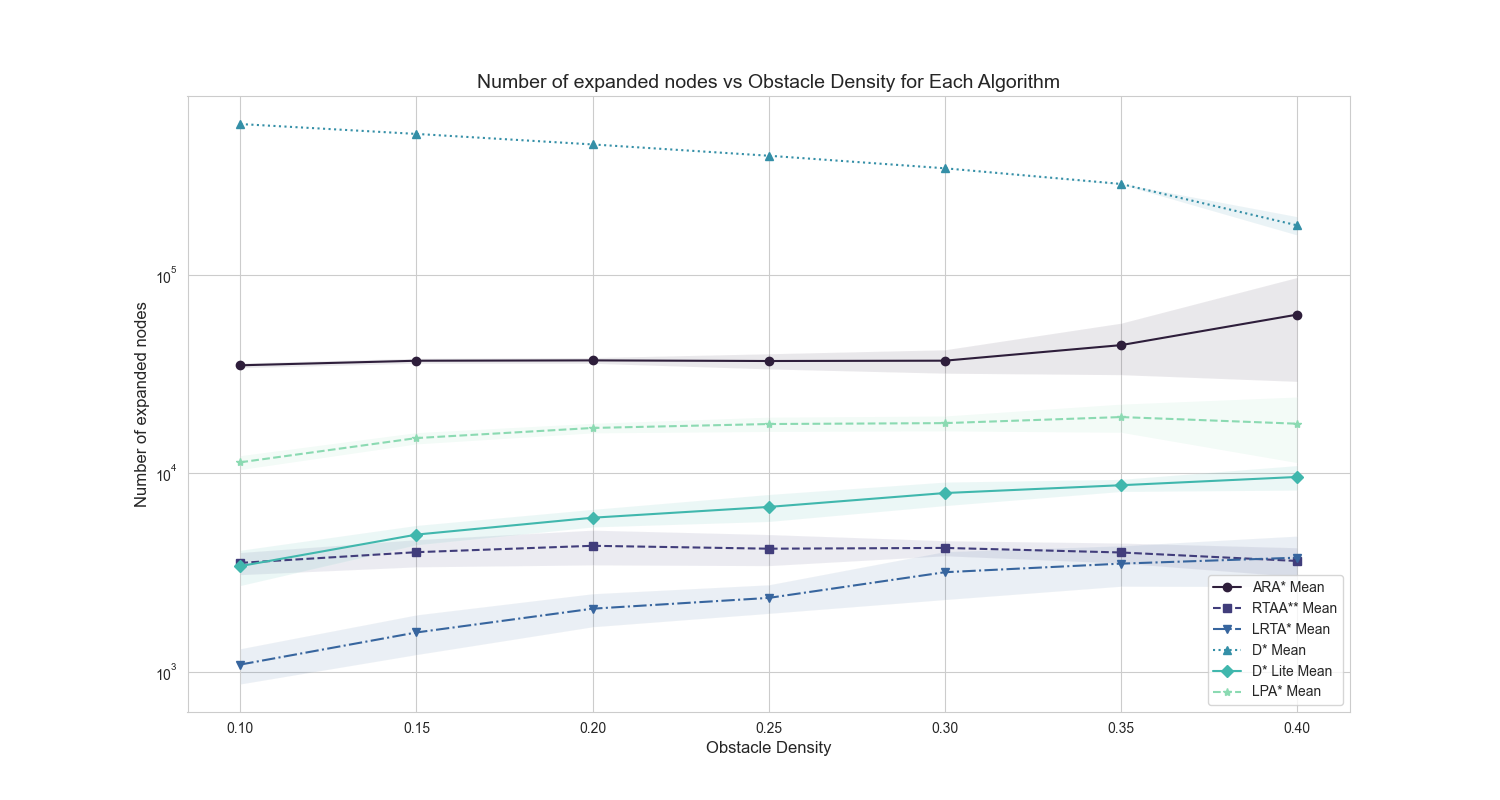 Number of expanded nodes vs Obstacle Density for Each Algorithm
Number of expanded nodes
10^5
10^4
10^3
0.10 0.15 0.20 0.25 0.30 0.35 0.40
Obstacle Density
ARA* Mean
RTAA** Mean
LRTA* Mean
D* Mean
D* Lite Mean
LPA* Mean